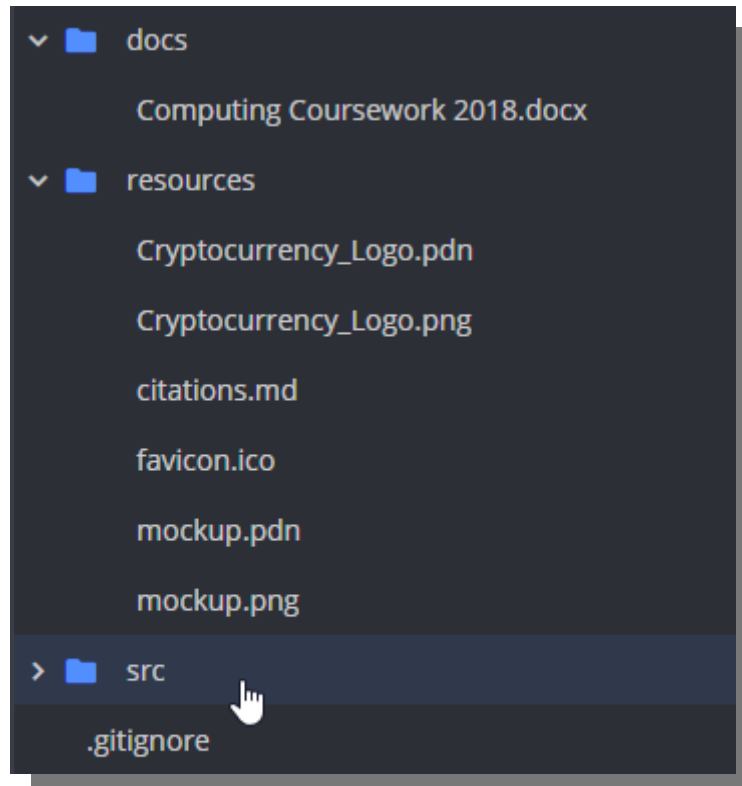 docs
Computing Coursework 2018.docx
resources
Cryptocurrency_Logo.pdn
Cryptocurrency_Logo.png
citations.md
favicon.ico
mockup.pdn
mockup.png
src
.gitignore